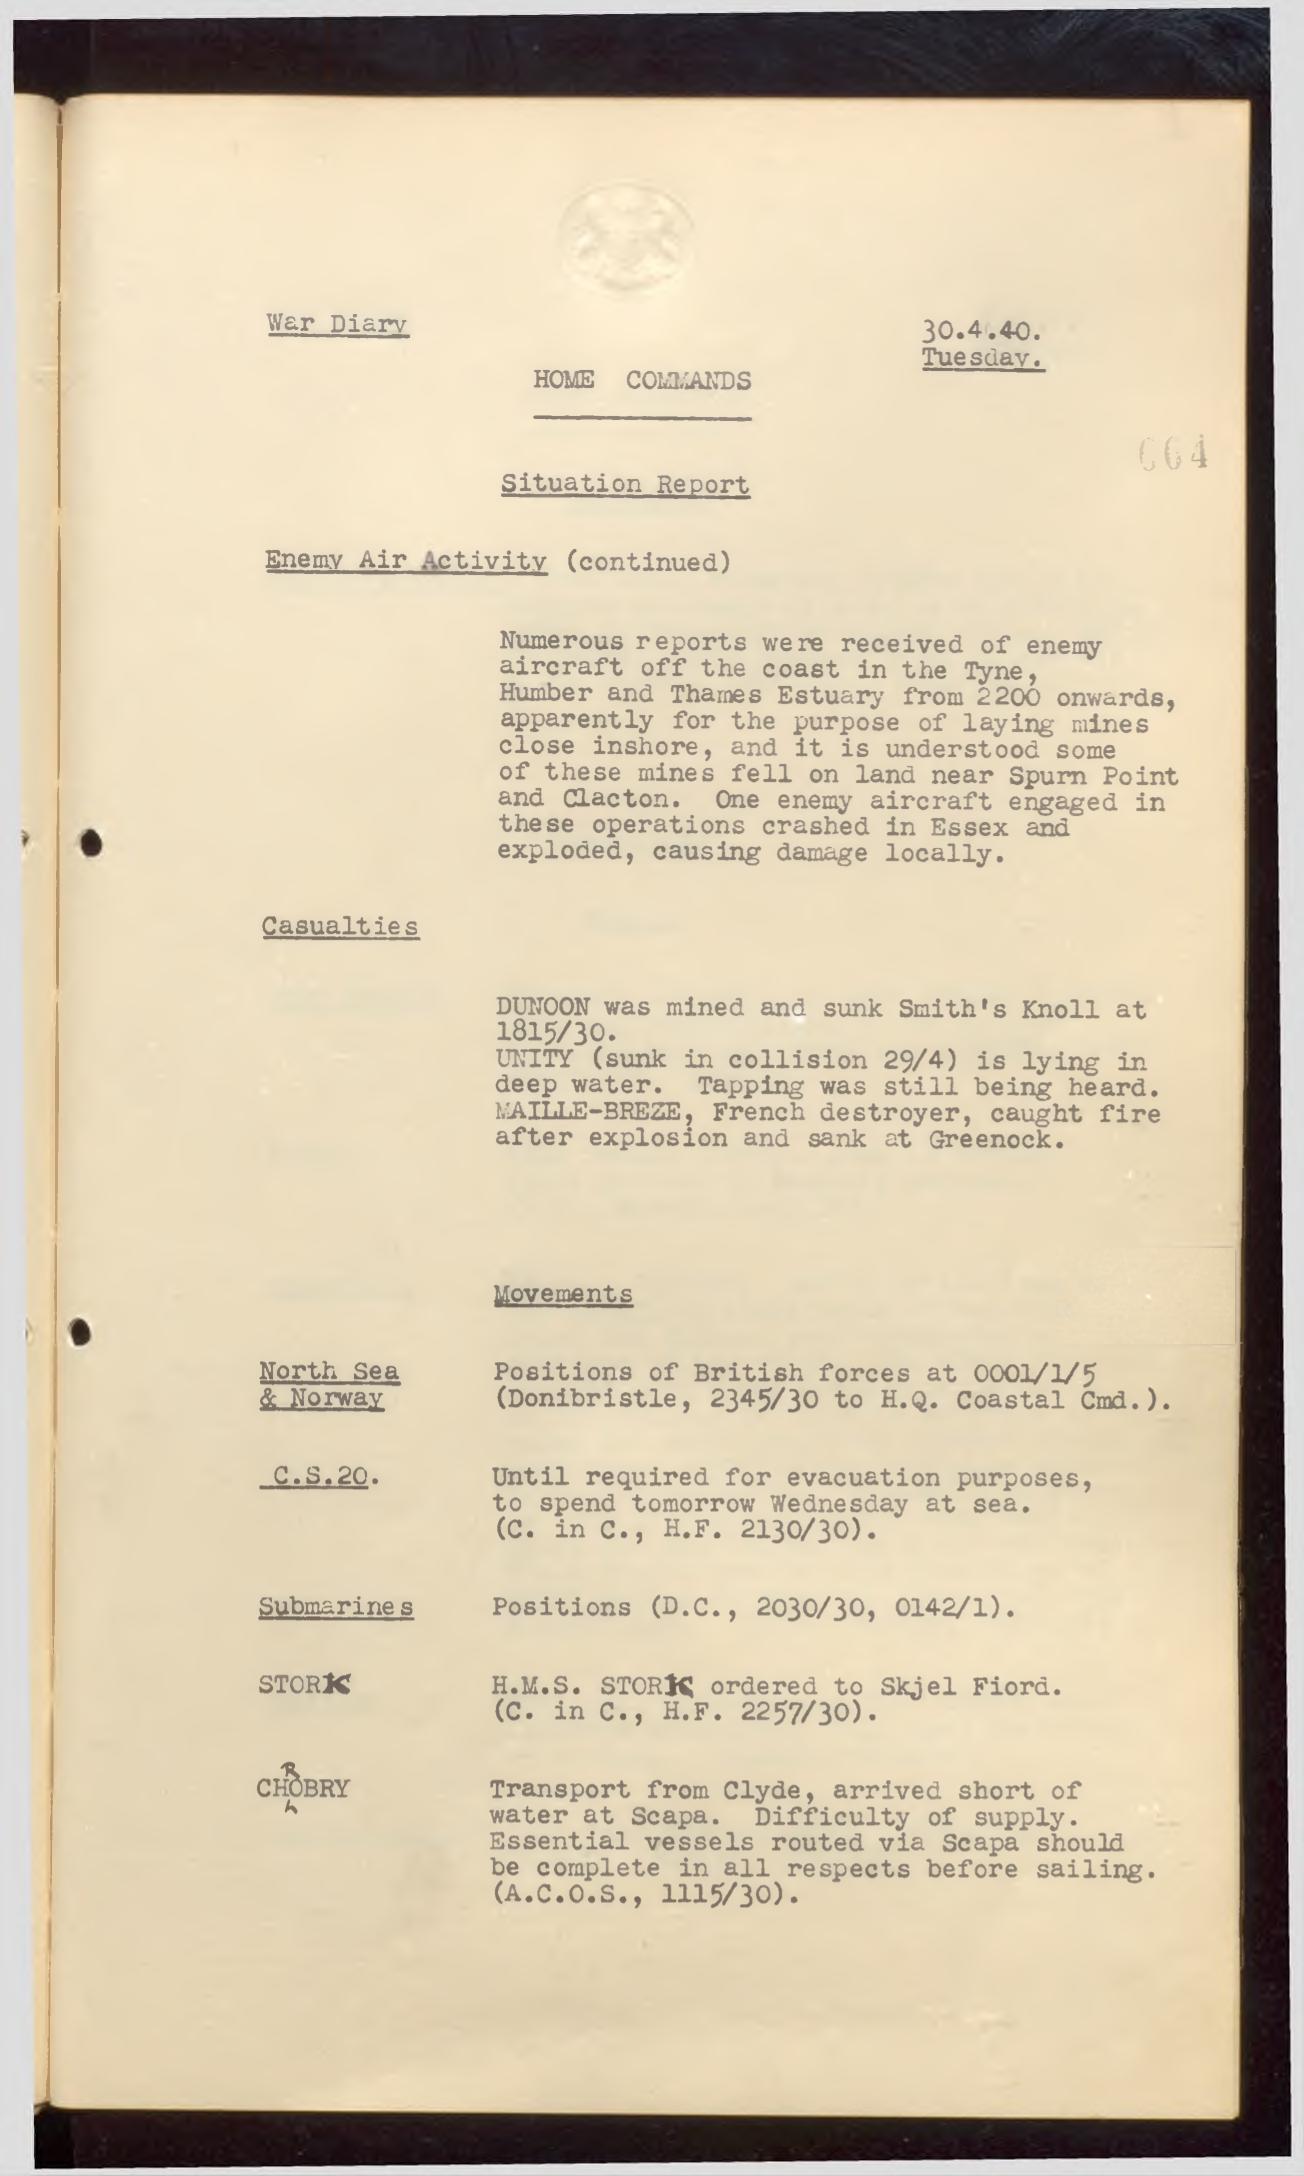 War Diary
30.4.40.
Tuesday.
HOME COMMANDS
664
Situation Report
Enemy Air Activity (continued)
Numerous reports were received of enemy
aircraft off the coast in the Tyne,
Humber and Thames Estuary from 2200 onwards,
apparently for the purpose of laying mines
close inshore, and it is understood some
of these mines fell on land near Spurn Point
and Clacton. One enemy aircraft engaged in
these operations crashed in Essex and
exploded, causing damage locally.
Casualties
DUNOON was mined and sunk Smith's Knoll at
1815/30.
UNITY (sunk in collision 29/4) is lying in
deep water. Tapping was still being heard.
MAILLE-BREZE, French destroyer, caught fire
after explosion and sank at Greenock.
Movements
North Sea
& Norway
Positions of British forces at 0001/1/5
(Donibristle, 2345/30 to H.Q. Coastal Cmd.).
C.S.20.
Until required for evacuation purposes,
to spend tomorrow Wednesday at sea.
(C. in C., H.F. 2130/30).
Submarines
Positions (D.C., 2030/30, 0142/1).
STORK
H.M.S. STORK ordered to Skjel Fiord.
(C. in C., H.F. 2257/30).
CHROBRY
Transport from Clyde, arrived short of
water at Scapa. Difficulty of supply.
Essential vessels routed via Scapa should
be complete in all respects before sailing.
(A.C.O.S., 1115/30).